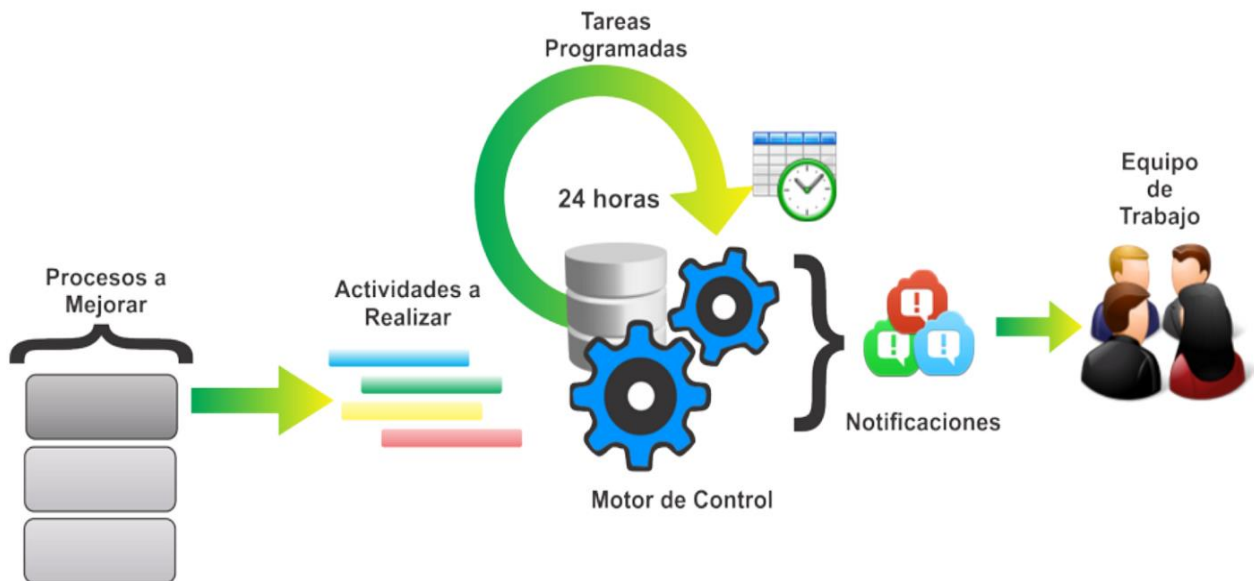 Tareas
Programadas
24 horas
Equipo
de
Trabajo
Procesos a
Mejorar
Actividades a
Realizar
Notificaciones
Motor de Control